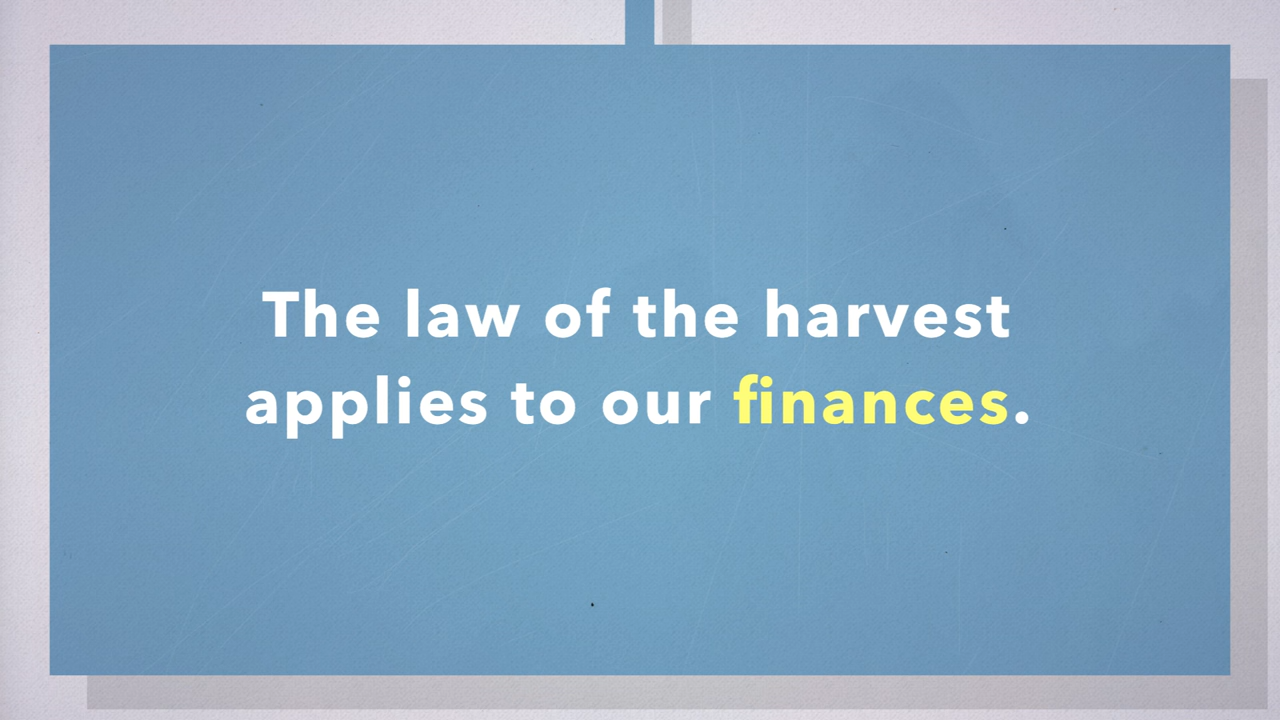 The law of the harvest
applies to our finances.